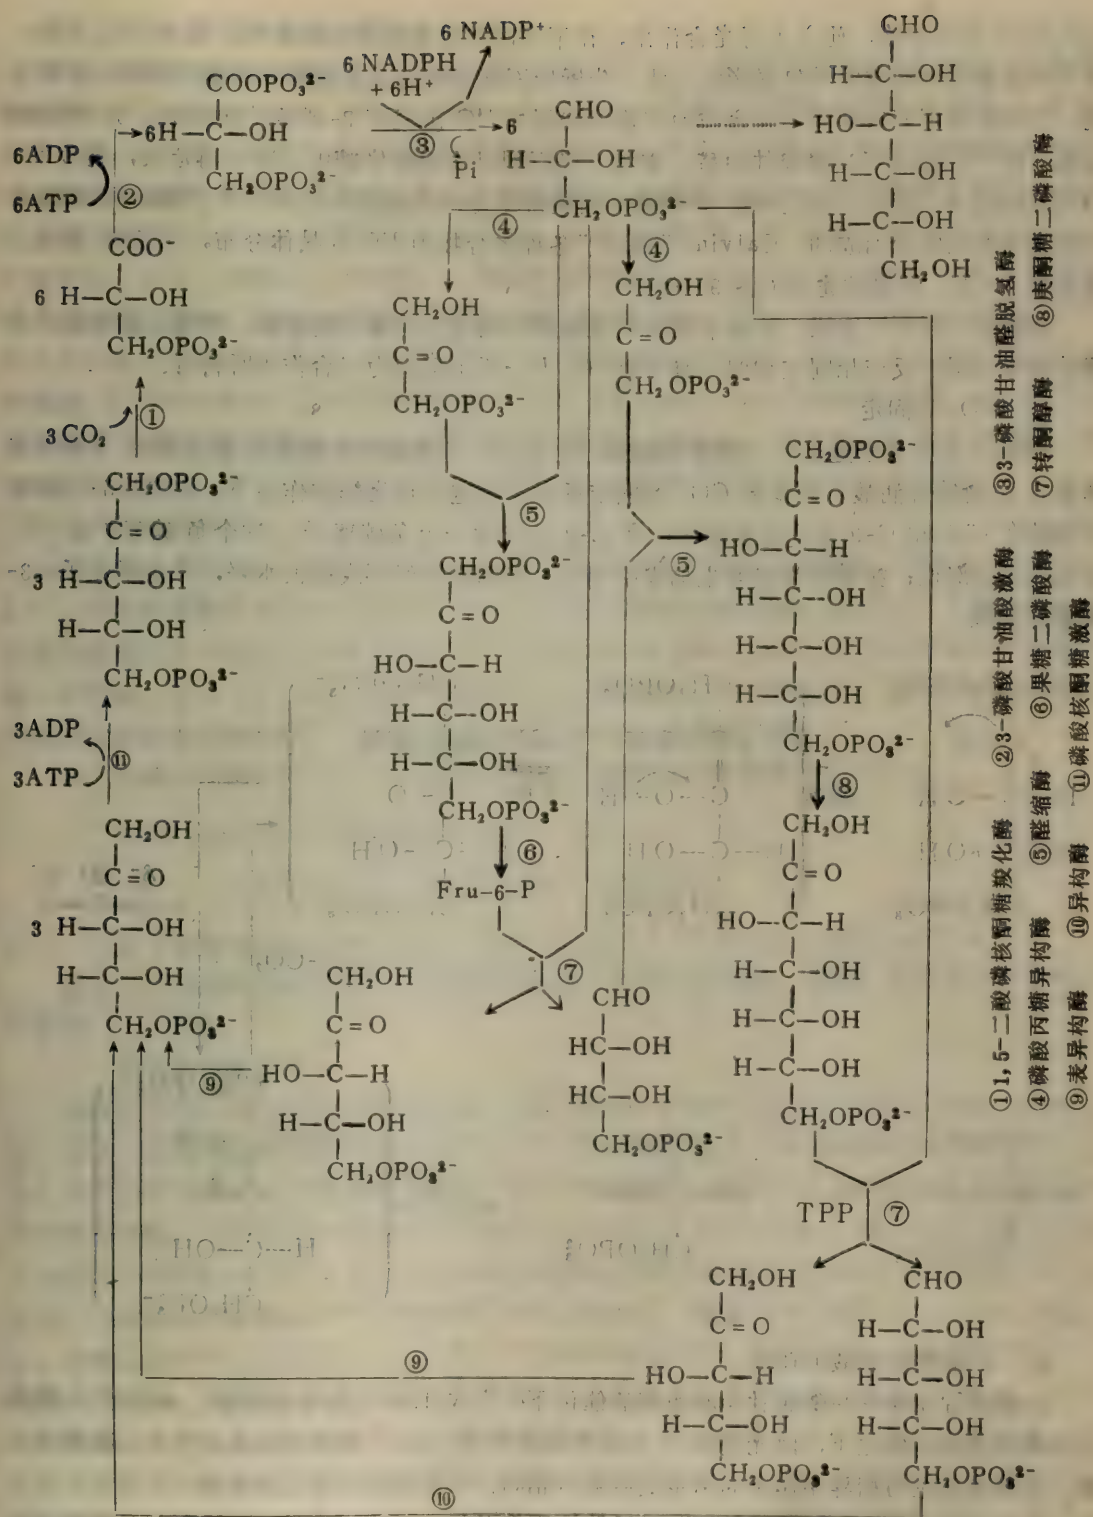 6 NADP⁺
6 NADPH
+ 6H⁺
COOPO₃²⁻
6H—C—OH
CH₂OPO₃²⁻
③
Pi
6
CHO
H—C—OH
CH₂OPO₃²⁻
CHO
H—C—OH
HO—C—H
H—C—OH
H—C—OH
CH₂OH
6ADP
6ATP
②
COO⁻
6 H—C—OH
CH₂OPO₃²⁻
3CO₂
①
CH₂OPO₃²⁻
C=O
3 H—C—OH
H—C—OH
CH₂OPO₃²⁻
3ADP
3ATP
⑪
CH₂OH
C=O
3 H—C—OH
H—C—OH
CH₂OPO₃²⁻
④
CH₂OH
C=O
CH₂OPO₃²⁻
④
CH₂OH
C=O
CH₂OPO₃²⁻
⑤
CH₂OPO₃²⁻
C=O
HO—C—H
H—C—OH
H—C—OH
CH₂OPO₃²⁻
⑥
Fru-6-P
⑦
CH₂OH
C=O
HO—C—H
H—C—OH
CH₂OPO₃²⁻
⑨
CHO
HC—OH
HC—OH
CH₂OPO₃²⁻
⑤
CH₂OPO₃²⁻
C=O
HO—C—H
H—C—OH
H—C—OH
H—C—OH
CH₂OPO₃²⁻
⑧
CH₂OH
C=O
HO—C—H
H—C—OH
H—C—OH
H—C—OH
CH₂OPO₃²⁻
TPP ⑦
CH₂OH
C=O
HO—C—H
H—C—OH
CH₂OPO₃²⁻
CHO
H—C—OH
H—C—OH
H—C—OH
CH₂OPO₃²⁻
⑨
⑩
①1,5-二酸磷核酮糖羧化酶 ②3-磷酸甘油酸激酶 ③3-磷酸甘油醛脱氢酶
④磷酸丙糖异构酶 ⑤醛缩酶 ⑥果糖二磷酸酶 ⑦转酮醇酶 ⑧庚酮糖二磷酸酶
⑨表异构酶 ⑩异构酶 ⑪磷酸核酮糖激酶